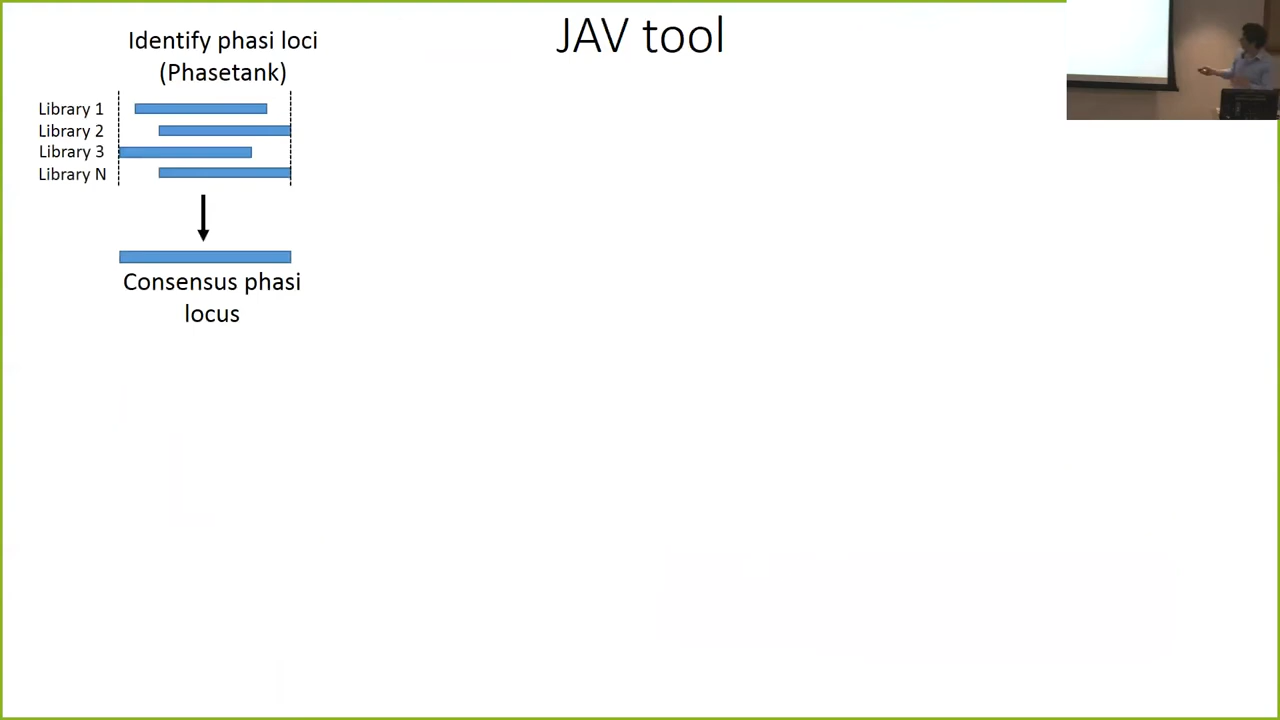 JAV tool
Identify phasi loci
(Phasetank)
Library 1
Library 2
Library 3
Library N
Consensus phasi
locus